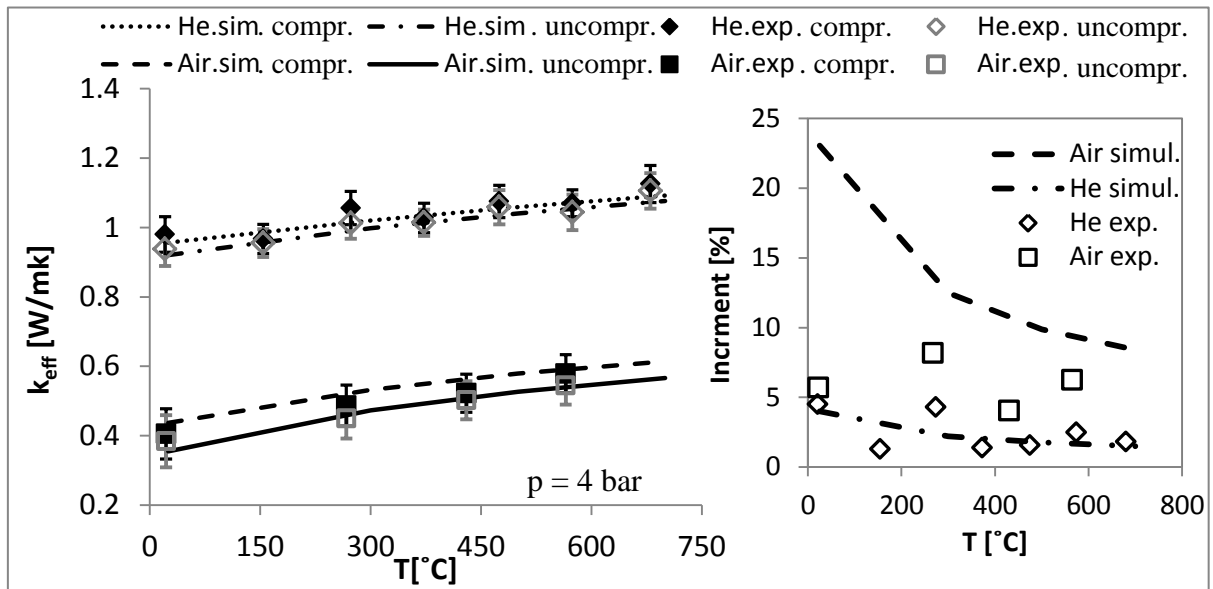 He.sim. compr. He.sim . uncompr. He.exp. compr. He.exp. uncompr.
Air.sim. compr. Air.sim. uncompr. Air.exp . compr. Air.exp. uncompr.
1.4
1.2
1
0.8
0.6
0.4
0.2
keff [W/mk]
p = 4 bar
0 150 300 450 600 750
T[˚C]
25
20
15
10
5
0
Incrment [%]
Air simul.
He simul.
He exp.
Air exp.
0 200 400 600 800
T [˚C]